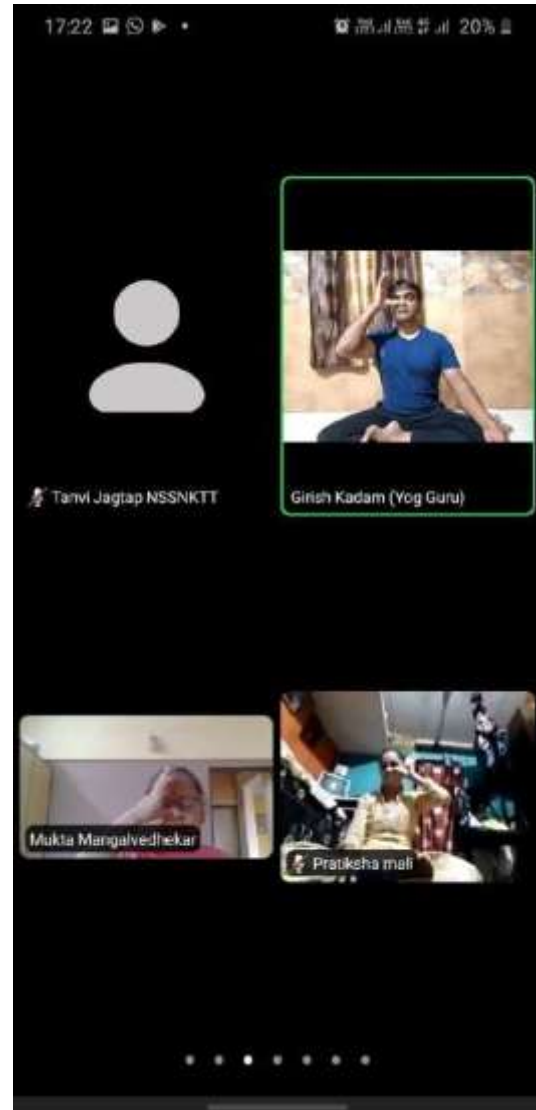 17:22 20%
Tanvi Jagtap NSSNKTT
Girish Kadam (Yog Guru)
Mukta Mangalvedhekar
Pratiksha mali